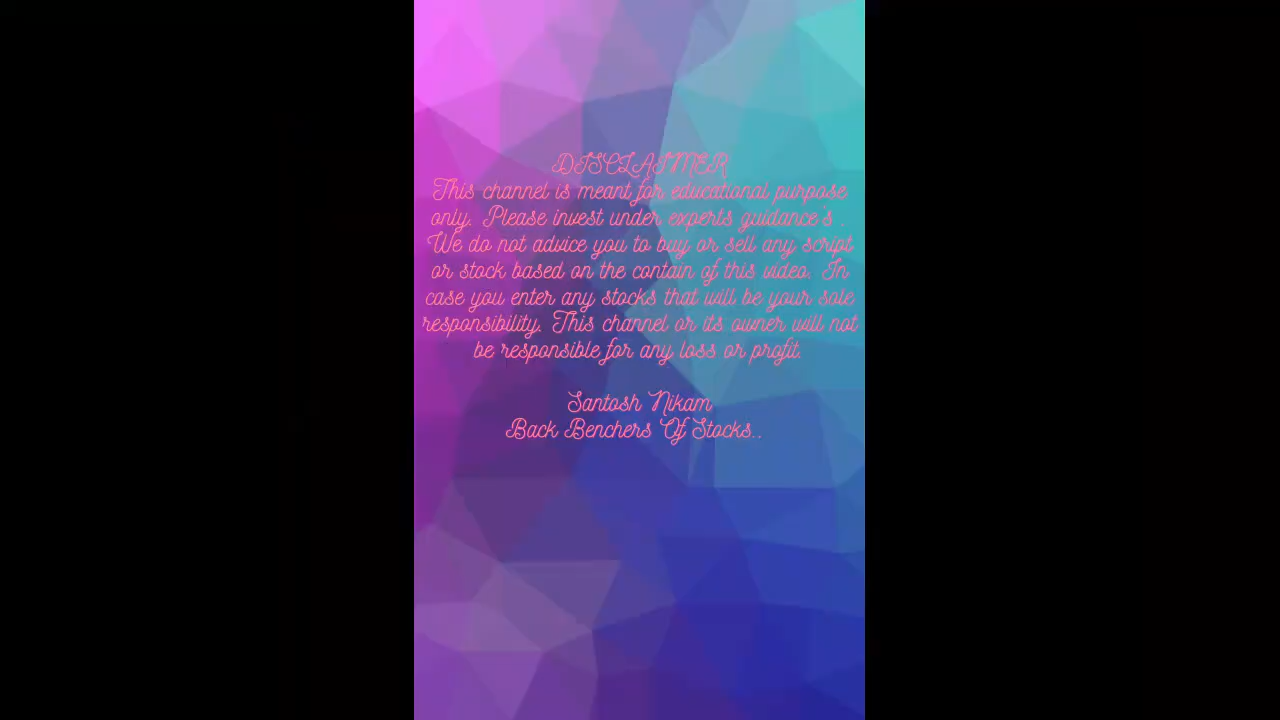 DISCLAIMER
This channel is meant for educational purpose
only. Please invest under experts guidance's .
We do not advice you to buy or sell any script
or stock based on the contain of this video. In
case you enter any stocks that will be your sole
responsibility. This channel or its owner will not
be responsible for any loss or profit.
Santosh Nikam
Back Benchers Of Stocks..